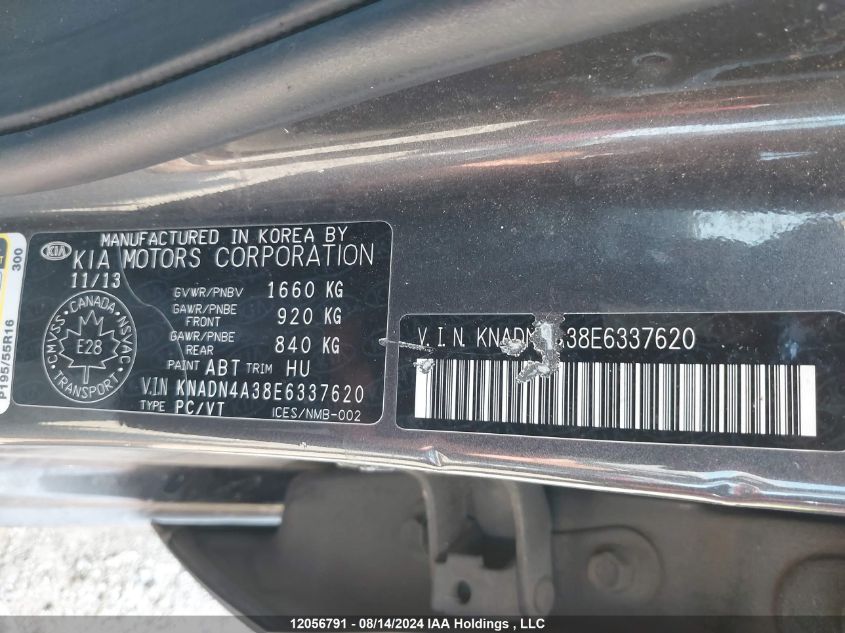 KIA
MANUFACTURED IN KOREA BY
KIA MOTORS CORPORATION
11/13
GVWR/PNBV 1660 KG
GAWR/PNBE FRONT 920 KG
GAWR/PNBE REAR 840 KG
PAINT ABT TRIM HU
V.IN KNADN4A38E6337620
TYPE PC/VT ICES/NMB-002
CANADA
CMVSS NSVAC
E28
TRANSPORT
300
P195/55R16
V.I.N. A38E6337620
12056791 - 08/14/2024 IAA Holdings , LLC